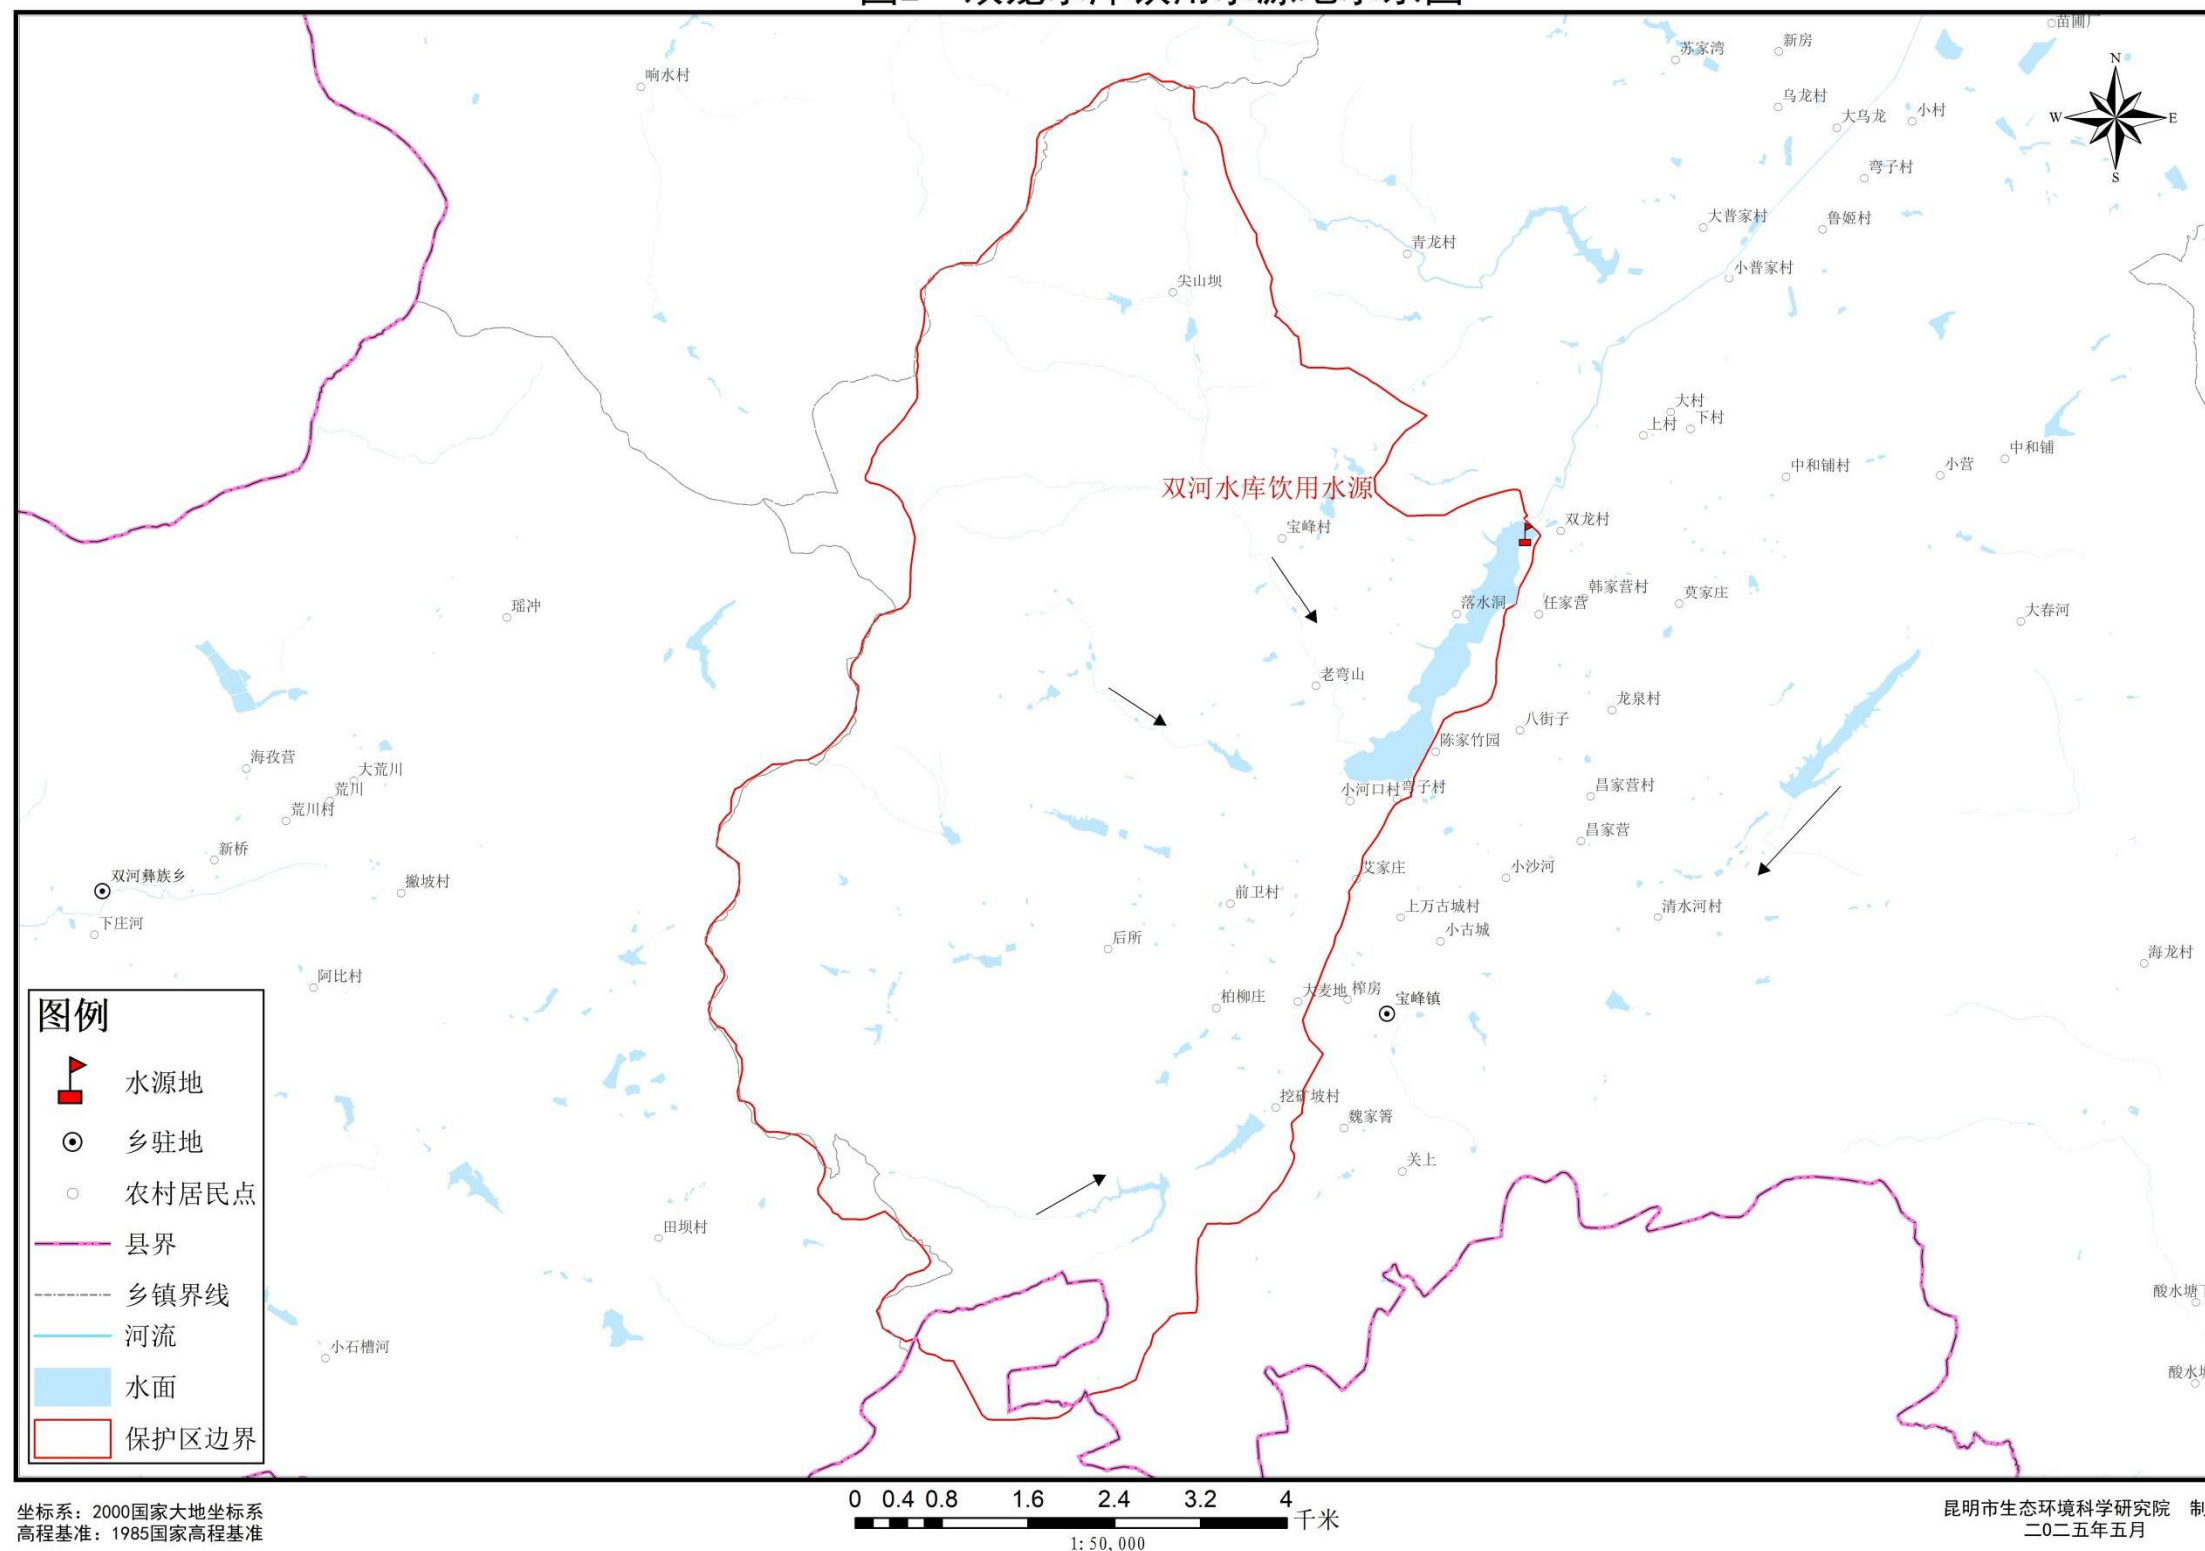 苗圃厂
苏家湾
新房
响水村
N
乌龙村
大乌龙
小村
W
E
弯子村
S
大普家村
鲁姬村
青龙村
小普家村
尖山坝
大村
上村
下村
中和铺
中和铺村
小营
双河水库饮用水源
宝峰村
双龙村
韩家营村
莫家庄
瑶冲
落水洞
任家营
大春河
老弯山
龙泉村
八街子
陈家竹园
海孜营
大荒川
荒川
小河口村
弯子村
昌家营村
荒川村
昌家营
新桥
双河彝族乡
撇坡村
艾家庄
小沙河
前卫村
上万古城村
清水河村
下庄河
后所
小古城
海龙村
阿比村
柏柳庄
大麦地
榨房
宝峰镇
挖矿坡村
魏家箐
关上
田坝村
酸水塘
小石槽河
图例
水源地
乡驻地
农村居民点
县界
乡镇界线
河流
水面
保护区边界
坐标系：2000国家大地坐标系
高程基准：1985国家高程基准
0 0.4 0.8 1.6 2.4 3.2 4
千米
1:50,000
昆明市生态环境科学研究院 制
二0二五年五月